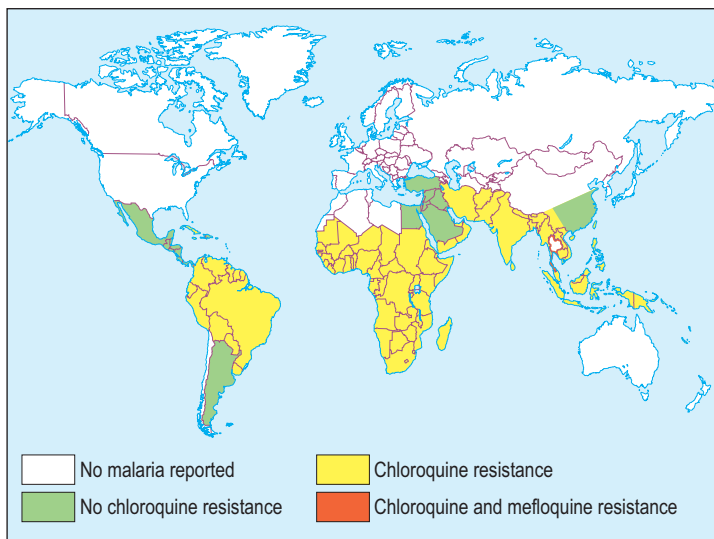 No malaria reported
Chloroquine resistance
No chloroquine resistance
Chloroquine and mefloquine resistance